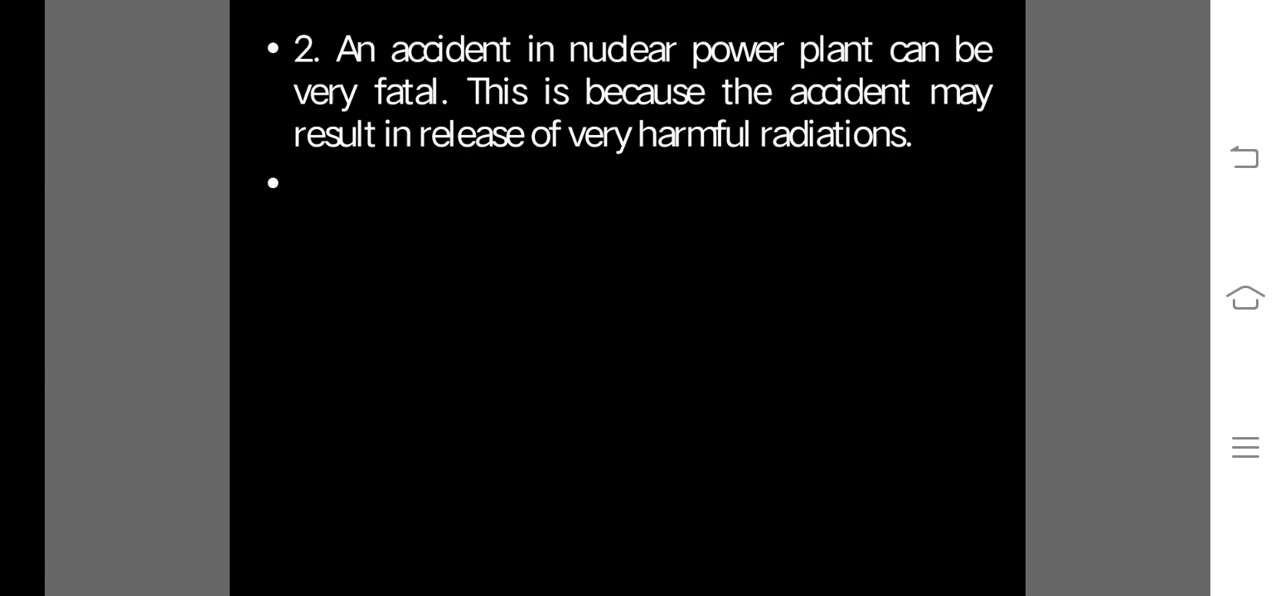 • 2. An accident in nuclear power plant can be
very fatal. This is because the accident may
result in release of very harmful radiations.
•